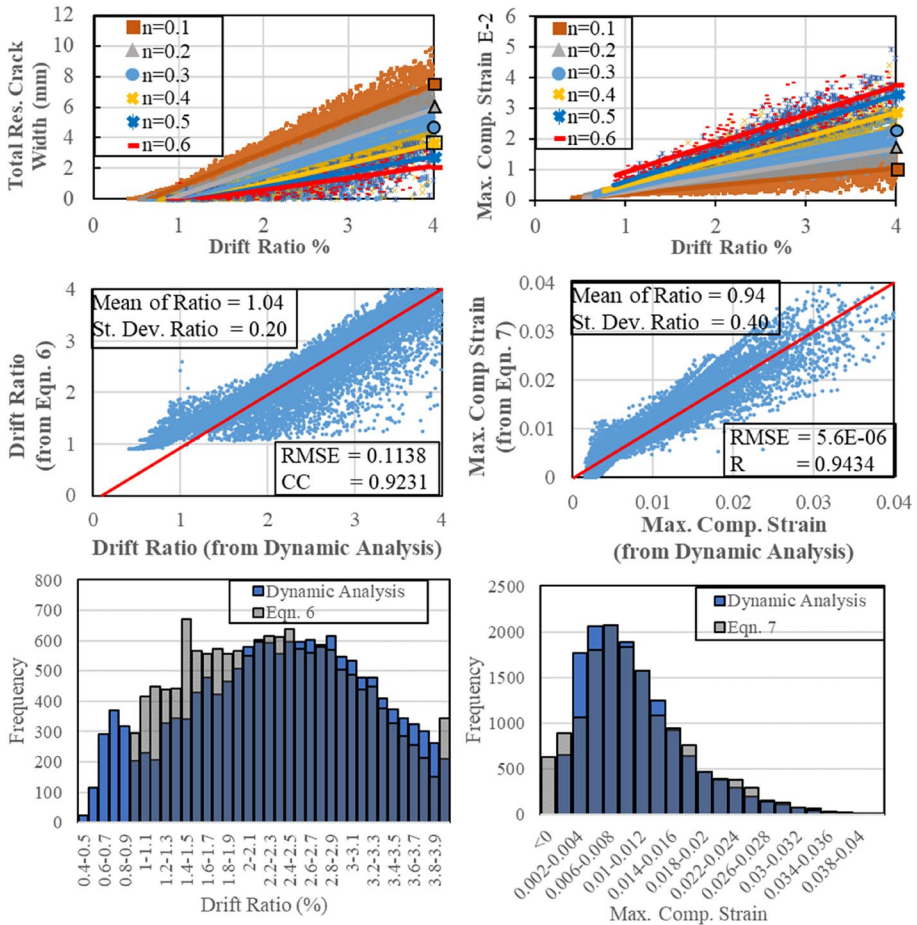 Total Res. Crack
Width (mm)
12
10
8
6
4
2
0
n=0.1
n=0.2
n=0.3
n=0.4
n=0.5
n=0.6
0 1 2 3 4
Drift Ratio %
Max. Comp. Strain E-2
6
5
4
3
2
1
0
n=0.1
n=0.2
n=0.3
n=0.4
n=0.5
n=0.6
0 1 2 3 4
Drift Ratio %
Drift Ratio
(from Eqn. 6)
4
3
2
1
0
Mean of Ratio = 1.04
St. Dev. Ratio = 0.20
RMSE = 0.1138
CC = 0.9231
0 1 2 3 4
Drift Ratio (from Dynamic Analysis)
Max. Comp Strain
(from Eqn. 7)
0.04
0.03
0.02
0.01
0
Mean of Ratio = 0.94
St. Dev. Ratio = 0.40
RMSE = 5.6E-06
R = 0.9434
0 0.01 0.02 0.03 0.04
Max. Comp. Strain
(from Dynamic Analysis)
Frequency
800
700
600
500
400
300
200
100
0
Dynamic Analysis
Eqn. 6
0.4-0.5
0.6-0.7
0.8-0.9
1-1.1
1.2-1.3
1.4-1.5
1.6-1.7
1.8-1.9
2-2.1
2.2-2.3
2.4-2.5
2.6-2.7
2.8-2.9
3-3.1
3.2-3.3
3.4-3.5
3.6-3.7
3.8-3.9
Drift Ratio (%)
Frequency
2500
2000
1500
1000
500
0
Dynamic Analysis
Eqn. 7
<0
0.002-0.004
0.006-0.008
0.01-0.012
0.014-0.016
0.018-0.02
0.022-0.024
0.026-0.028
0.03-0.032
0.034-0.036
0.038-0.04
Max. Comp. Strain